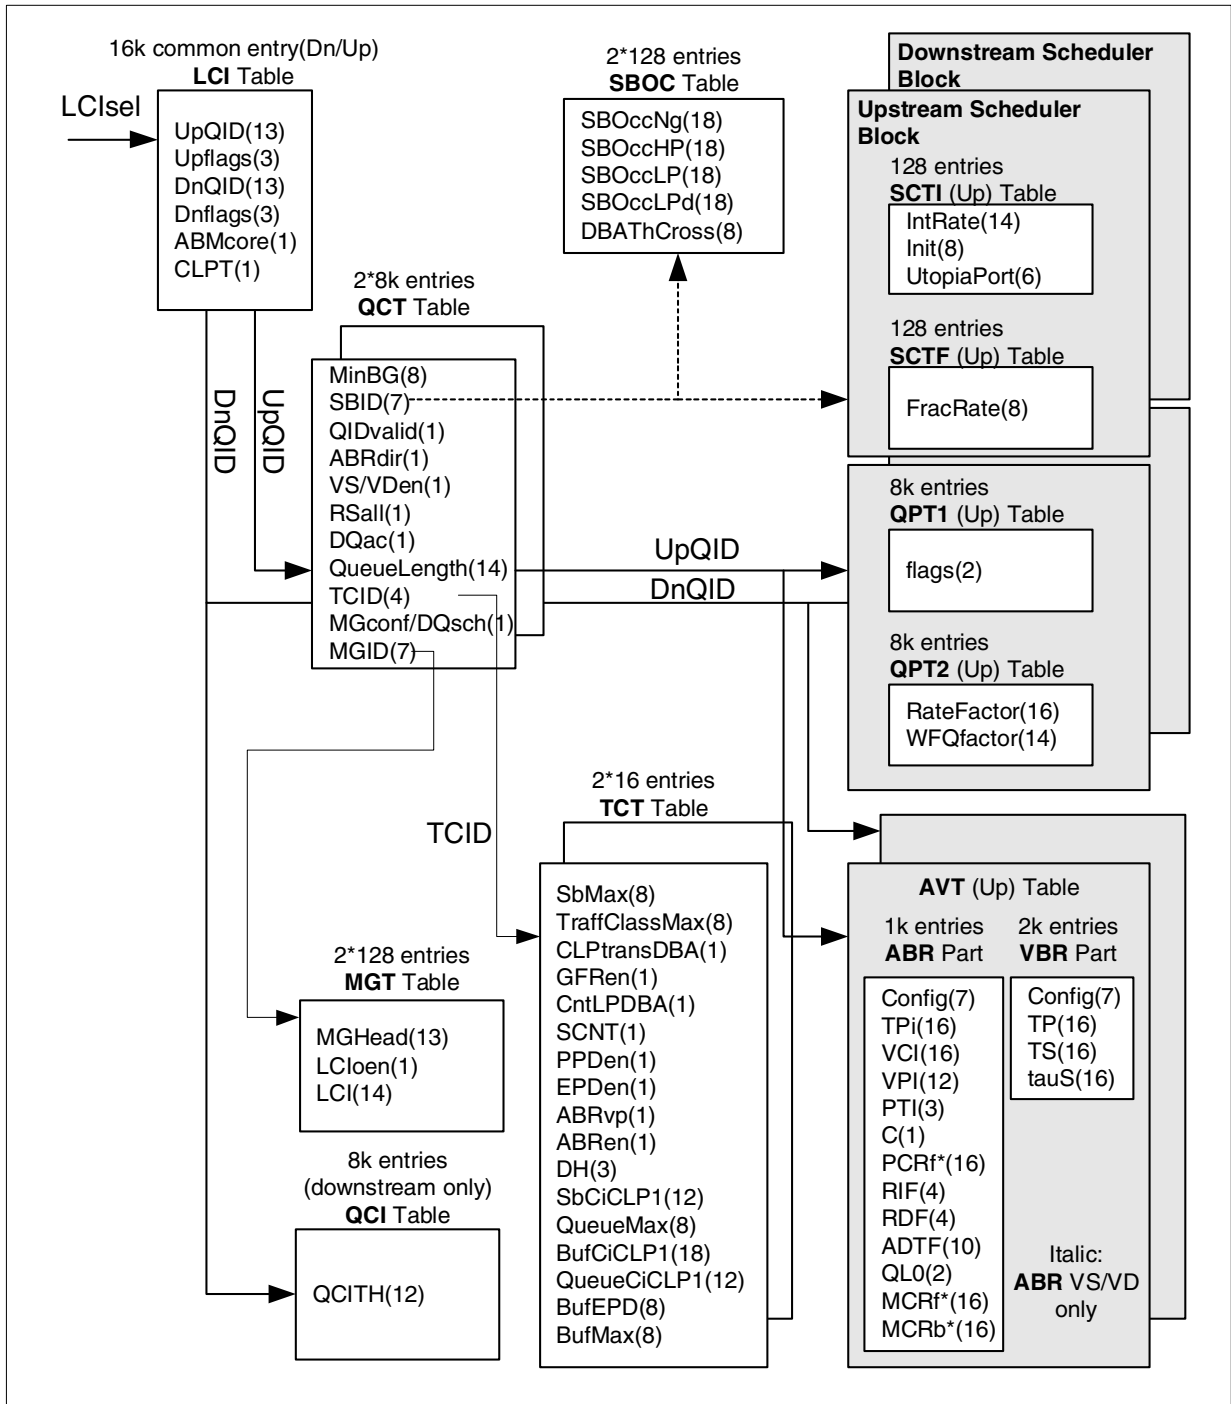 16k common entry(Dn/Up)
LCI Table
LCIsel
UpQID(13)
Upflags(3)
DnQID(13)
Dnflags(3)
ABMcore(1)
CLPT(1)
2*128 entries
SBOC Table
SBOccNg(18)
SBOccHP(18)
SBOccLP(18)
SBOccLPd(18)
DBAThCross(8)
Downstream Scheduler
Block
Upstream Scheduler
Block
128 entries
SCTI (Up) Table
IntRate(14)
Init(8)
UtopiaPort(6)
128 entries
SCTF (Up) Table
FracRate(8)
2*8k entries
QCT Table
MinBG(8)
SBID(7)
QIDvalid(1)
ABRdir(1)
VS/VDen(1)
RSall(1)
DQac(1)
QueueLength(14)
TCID(4)
MGconf/DQsch(1)
MGID(7)
DnQID
UpQID
UpQID
DnQID
8k entries
QPT1 (Up) Table
flags(2)
8k entries
QPT2 (Up) Table
RateFactor(16)
WFQfactor(14)
TCID
2*16 entries
TCT Table
SbMax(8)
TraffClassMax(8)
CLPtransDBA(1)
GFRen(1)
CntLPDBA(1)
SCNT(1)
PPDen(1)
EPDen(1)
ABRvp(1)
ABRen(1)
DH(3)
SbCiCLP1(12)
QueueMax(8)
BufCiCLP1(18)
QueueCiCLP1(12)
BufEPD(8)
BufMax(8)
2*128 entries
MGT Table
MGHead(13)
LCIoen(1)
LCI(14)
8k entries
(downstream only)
QCI Table
QCITH(12)
AVT (Up) Table
1k entries
ABR Part
Config(7)
TPi(16)
VCI(16)
VPI(12)
PTI(3)
C(1)
PCRf*(16)
RIF(4)
RDF(4)
ADTF(10)
QL0(2)
MCRf*(16)
MCRb*(16)
2k entries
VBR Part
Config(7)
TP(16)
TS(16)
tauS(16)
Italic:
ABR VS/VD
only